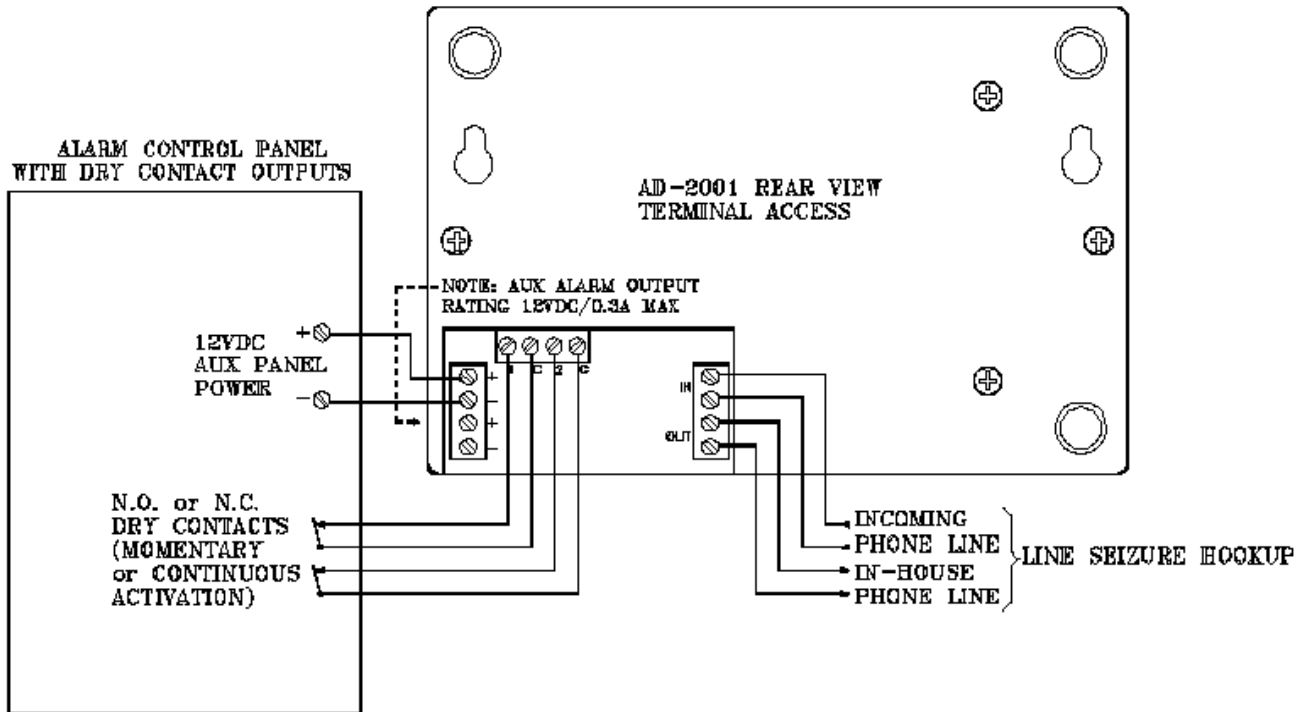 ALARM CONTROL PANEL
WITH DRY CONTACT OUTPUTS
AD-2001 REAR VIEW
TERMINAL ACCESS
NOTE: AUX ALARM OUTPUT
RATING 12VDC/0.3A MAX
+
12VDC
AUX PANEL
POWER
-
1 C 2 C
+
-
+
-
IN
OUT
N.O. or N.C.
DRY CONTACTS
(MOMENTARY
or CONTINUOUS
ACTIVATION)
INCOMING
PHONE LINE
IN-HOUSE
PHONE LINE
LINE SEIZURE HOOKUP